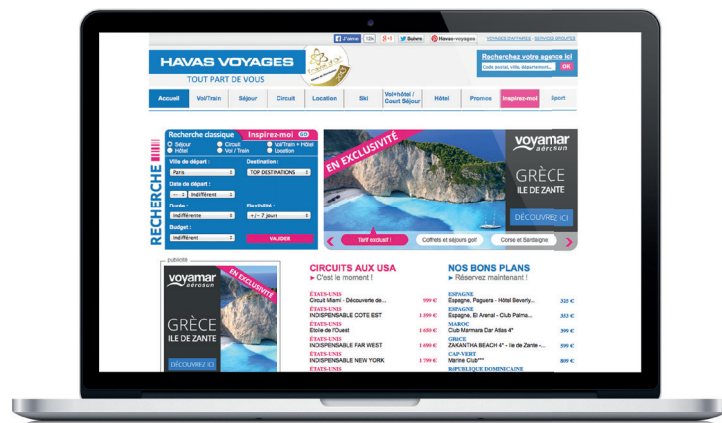 J'aime 12k +1 Suivre Havas-voyages VOYAGES D'AFFAIRES - SERVICES GROUPES
HAVAS VOYAGES
TOUT PART DE VOUS
Recherchez votre agence ici
Code postal, ville, département... OK
Accueil Vol/Train Séjour Circuit Location Ski Vol+hôtel / Court Séjour Hôtel Promos Inspirez-moi Sport
RECHERCHE
Recherche classique Inspirez-moi GO
Séjour Circuit Vol/Train + Hôtel
Hôtel Vol / Train Location
Ville de départ : Destination:
Paris TOP DESTINATIONS
Date de départ :
-- Indifférent
Durée : Flexibilité :
Indifférente +/- 7 jours
Budget :
Indifférent VALIDER
EN EXCLUSIVITÉ
voyamar
aérosun
GRÈCE
ILE DE ZANTE
DÉCOUVREZ ICI
Tarif exclusif ! Coffrets et séjours golf Corse et Sardaigne
publicité
voyamar
aérosun
EN EXCLUSIVITÉ
GRÈCE
ILE DE ZANTE
DÉCOUVREZ ICI
CIRCUITS AUX USA
► C'est le moment !
ÉTATS-UNIS
Circuit Miami - Découverte de... 999 €
ÉTATS-UNIS
INDISPENSABLE COTE EST 1 599 €
ÉTATS-UNIS
Etoile de l'Ouest 1 659 €
ÉTATS-UNIS
INDISPENSABLE FAR WEST 1 699 €
ÉTATS-UNIS
INDISPENSABLE NEW YORK 1 799 €
ÉTATS-UNIS
NOS BONS PLANS
► Réservez maintenant !
ESPAGNE
Espagne, Paguera - Hôtel Beverly... 325 €
ESPAGNE
Espagne, El Arenal - Club Palma... 353 €
MAROC
Club Marmara Dar Atlas 4* 399 €
GRèCE
ZAKANTHA BEACH 4* - Ile de Zante -... 599 €
CAP-VERT
Marine Club*** 809 €
RéPUBLIQUE DOMINICAINE